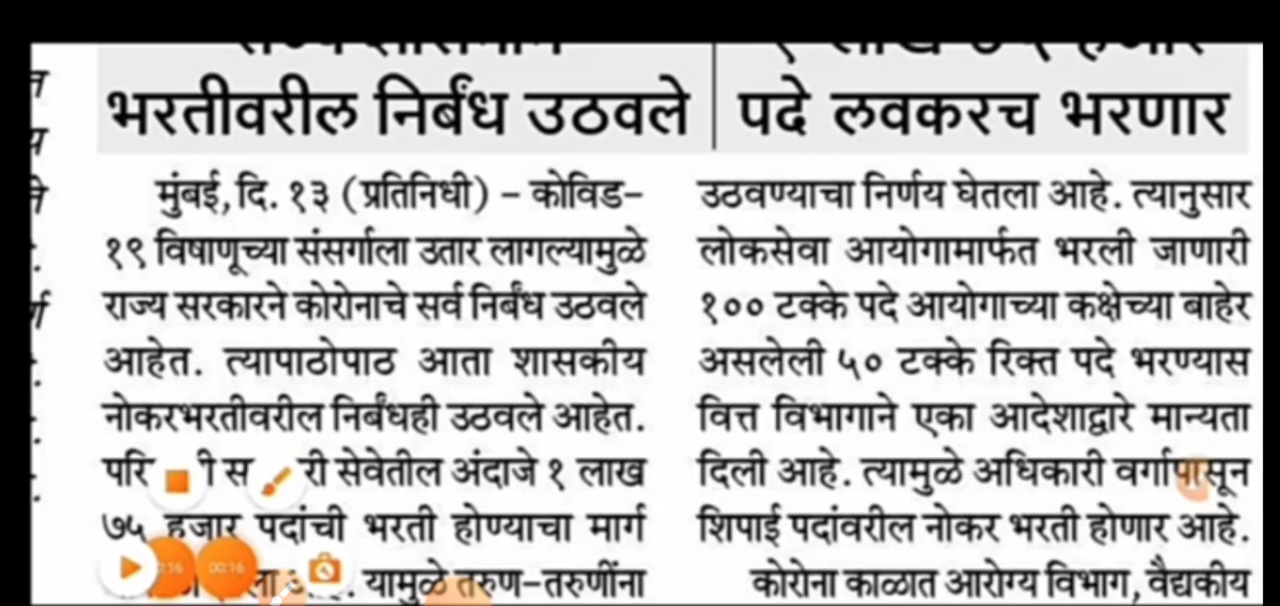 भरतीवरील निर्बंध उठवले
पदे लवकरच भरणार
मुंबई, दि. १३ (प्रतिनिधी) - कोविड-
१९ विषाणूच्या संसर्गाला उतार लागल्यामुळे
राज्य सरकारने कोरोनाचे सर्व निर्बंध उठवले
आहेत. त्यापाठोपाठ आता शासकीय
नोकरभरतीवरील निर्बंधही उठवले आहेत.
सेवेतील अंदाजे १ लाख
७५ हजार पदांची भरती होण्याचा मार्ग
यामुळे तरुण-तरुणींना
उठवण्याचा निर्णय घेतला आहे. त्यानुसार
लोकसेवा आयोगामार्फत भरली जाणारी
१०० टक्के पदे आयोगाच्या कक्षेच्या बाहेर
असलेली ५० टक्के रिक्त पदे भरण्यास
वित्त विभागाने एका आदेशाद्वारे मान्यता
दिली आहे. त्यामुळे अधिकारी वर्गापासून
शिपाई पदांवरील नोकर भरती होणार आहे.
कोरोना काळात आरोग्य विभाग, वैद्यकीय
00:16